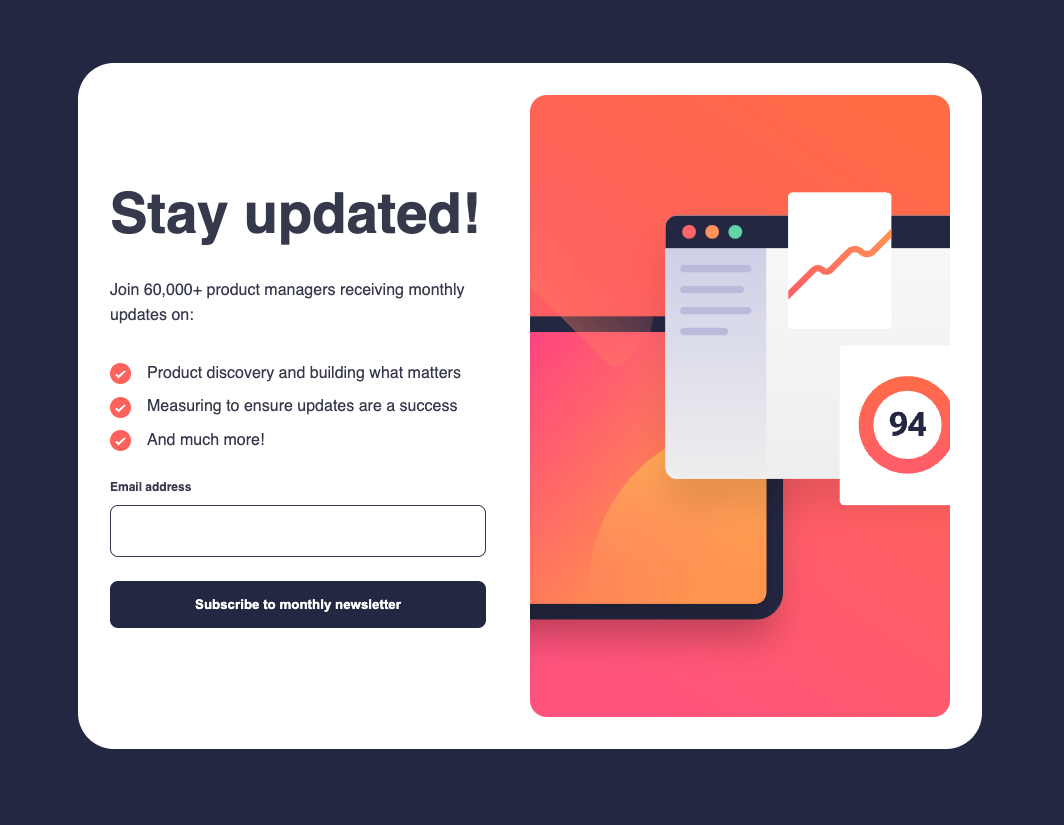 Stay updated!
Join 60,000+ product managers receiving monthly
updates on:
Product discovery and building what matters
Measuring to ensure updates are a success
And much more!
Email address
Subscribe to monthly newsletter
94